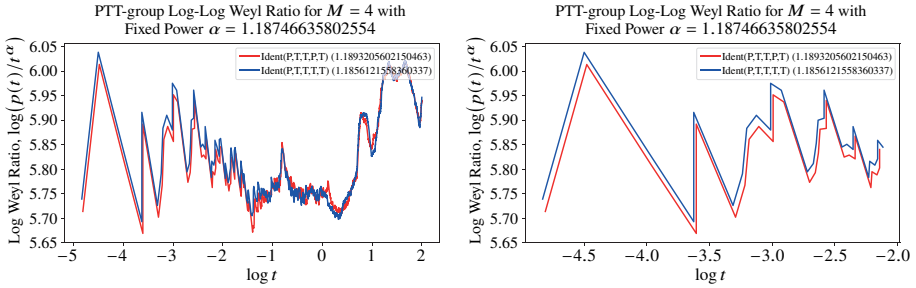 PTT-group Log-Log Weyl Ratio for M = 4 with
Fixed Power α = 1.18746635802554
Log Weyl Ratio, log(p(t)/t^α)
6.05
6.00
5.95
5.90
5.85
5.80
5.75
5.70
5.65
Ident(P,T,T,P,T) (1.1893205602150463)
Ident(P,T,T,T,T) (1.1856121558360337)
−5 −4 −3 −2 −1 0 1 2
log t
PTT-group Log-Log Weyl Ratio for M = 4 with
Fixed Power α = 1.18746635802554
Log Weyl Ratio, log(p(t)/t^α)
6.05
6.00
5.95
5.90
5.85
5.80
5.75
5.70
5.65
Ident(P,T,T,P,T) (1.1893205602150463)
Ident(P,T,T,T,T) (1.1856121558360337)
−4.5 −4.0 −3.5 −3.0 −2.5 −2.0
log t